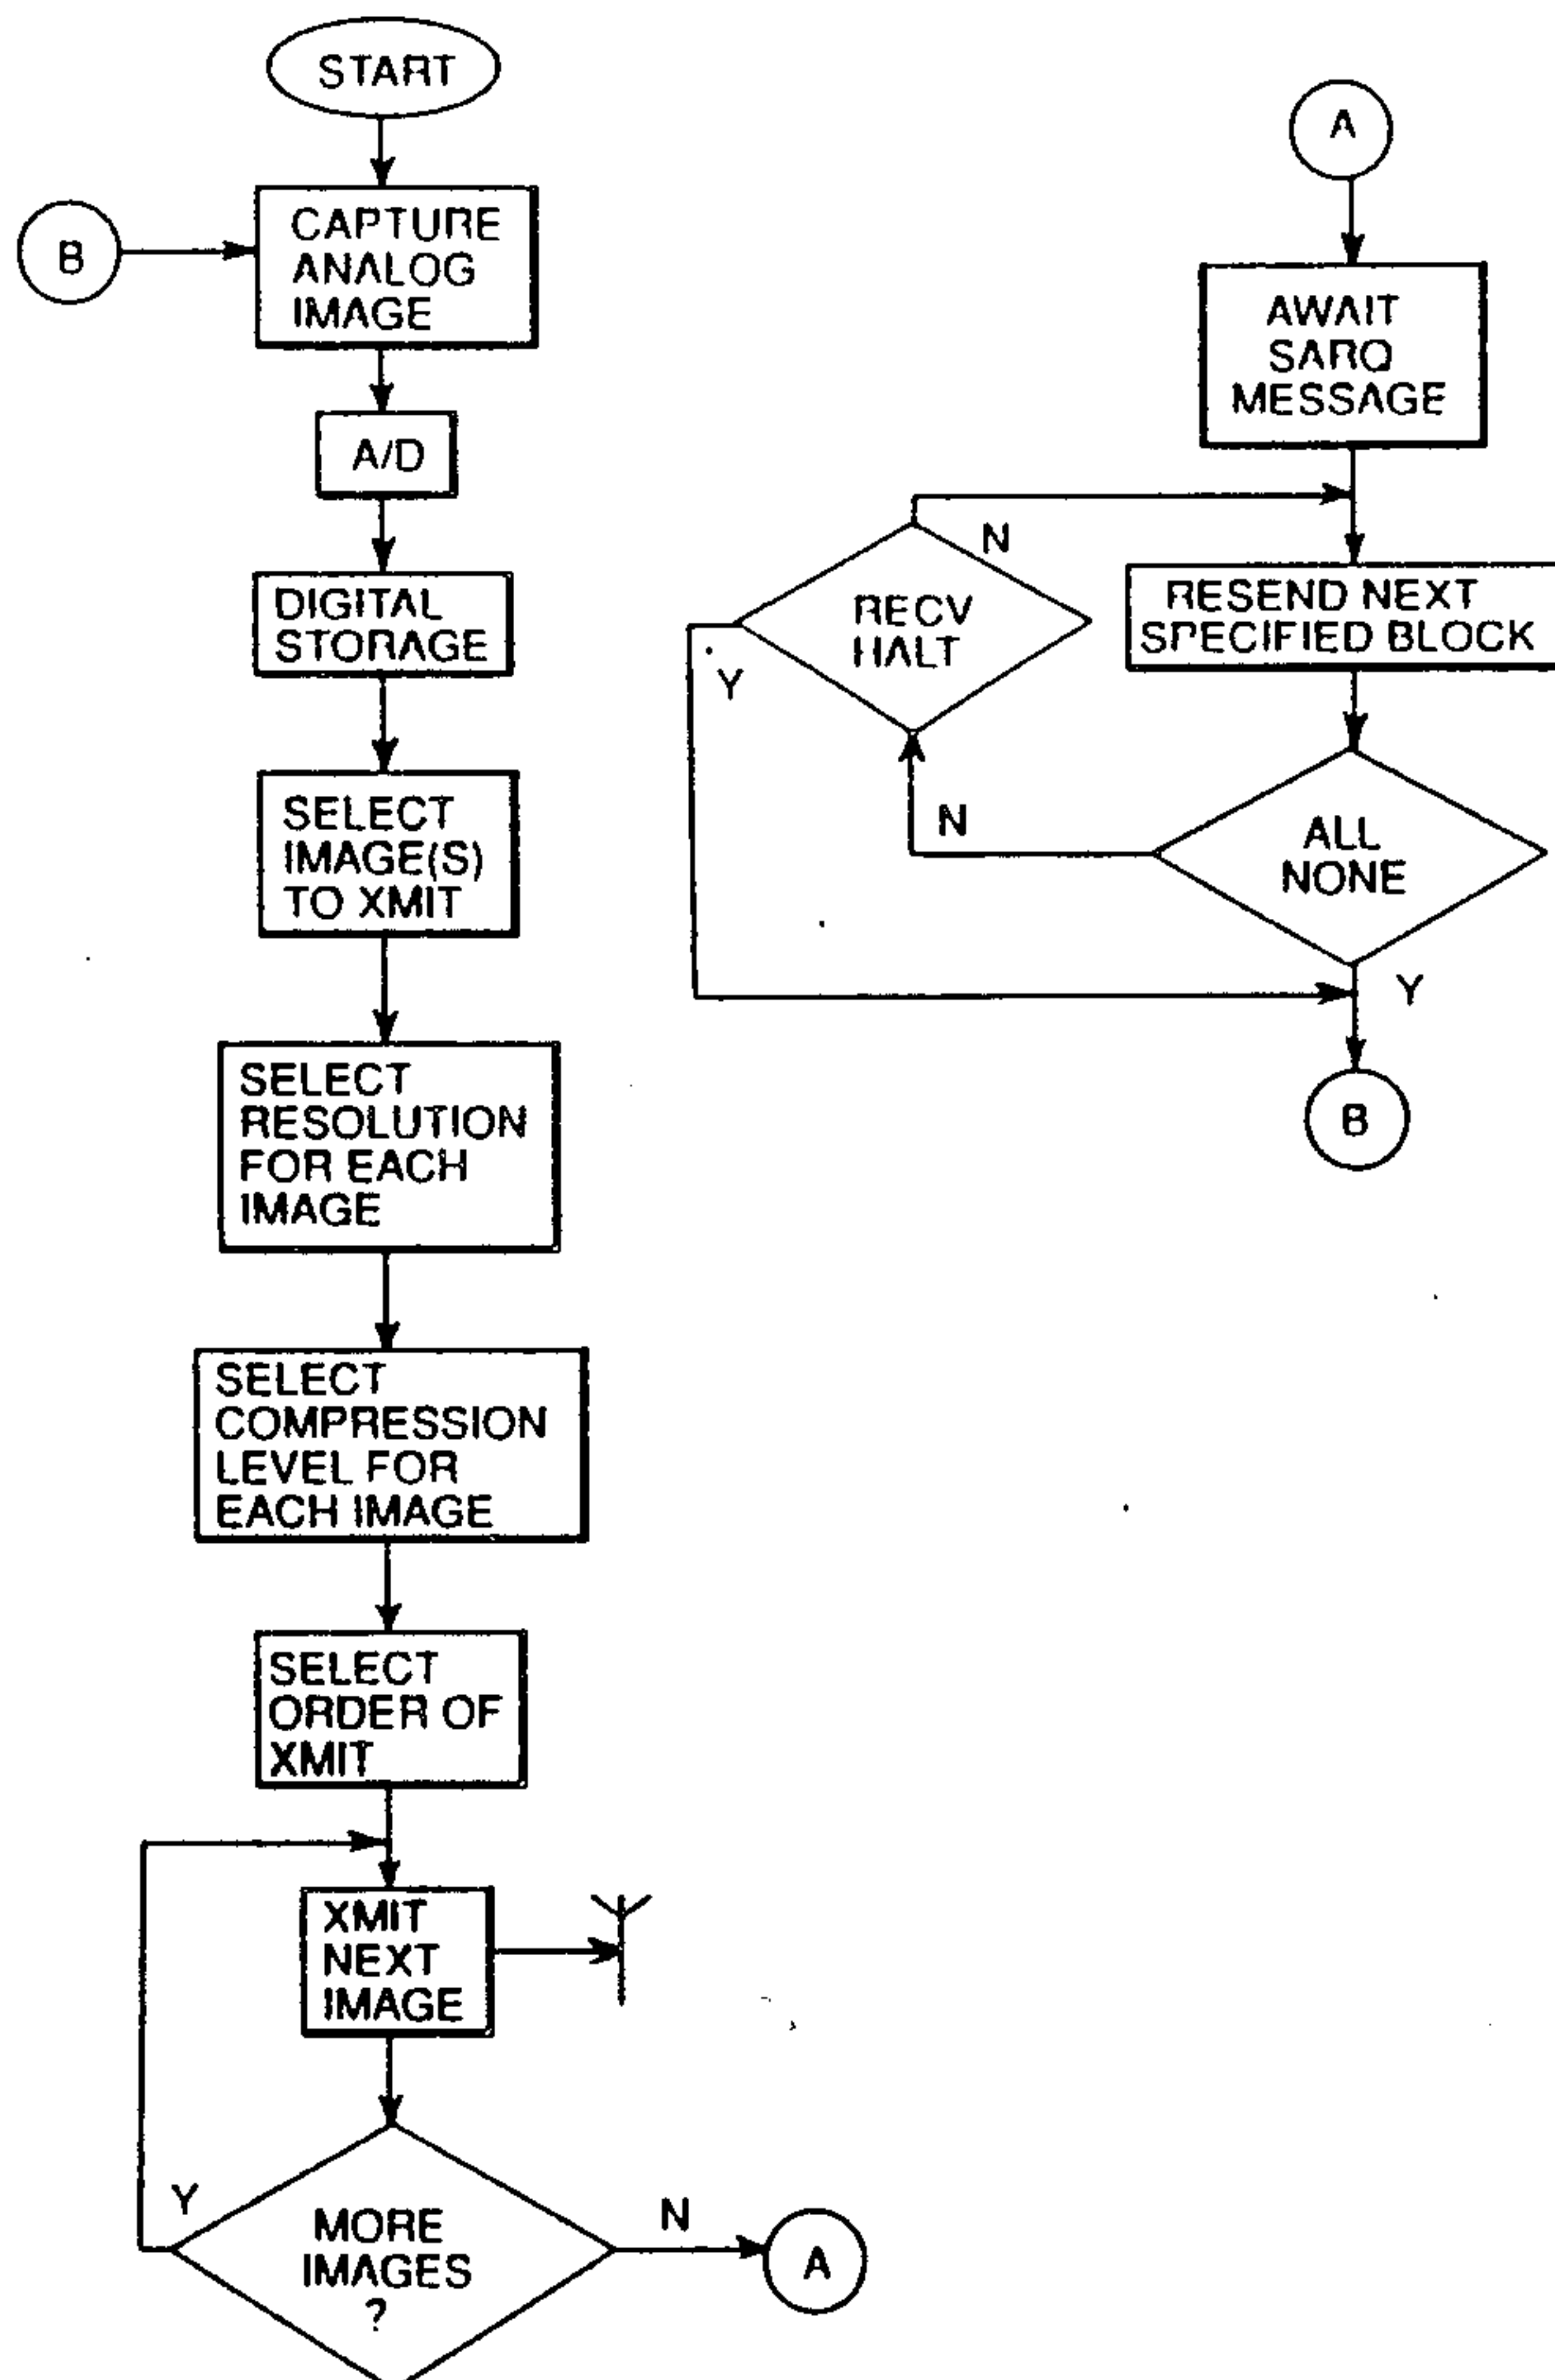 START
B
CAPTURE
ANALOG
IMAGE
A/D
DIGITAL
STORAGE
SELECT
IMAGE(S)
TO XMIT
SELECT
RESOLUTION
FOR EACH
IMAGE
SELECT
COMPRESSION
LEVEL FOR
EACH IMAGE
SELECT
ORDER OF
XMIT
XMIT
NEXT
IMAGE
Y
MORE
IMAGES
?
N
A
A
AWAIT
SARQ
MESSAGE
N
RECV
HALT
Y
RESEND NEXT
SPECIFIED BLOCK
N
ALL
NONE
Y
B